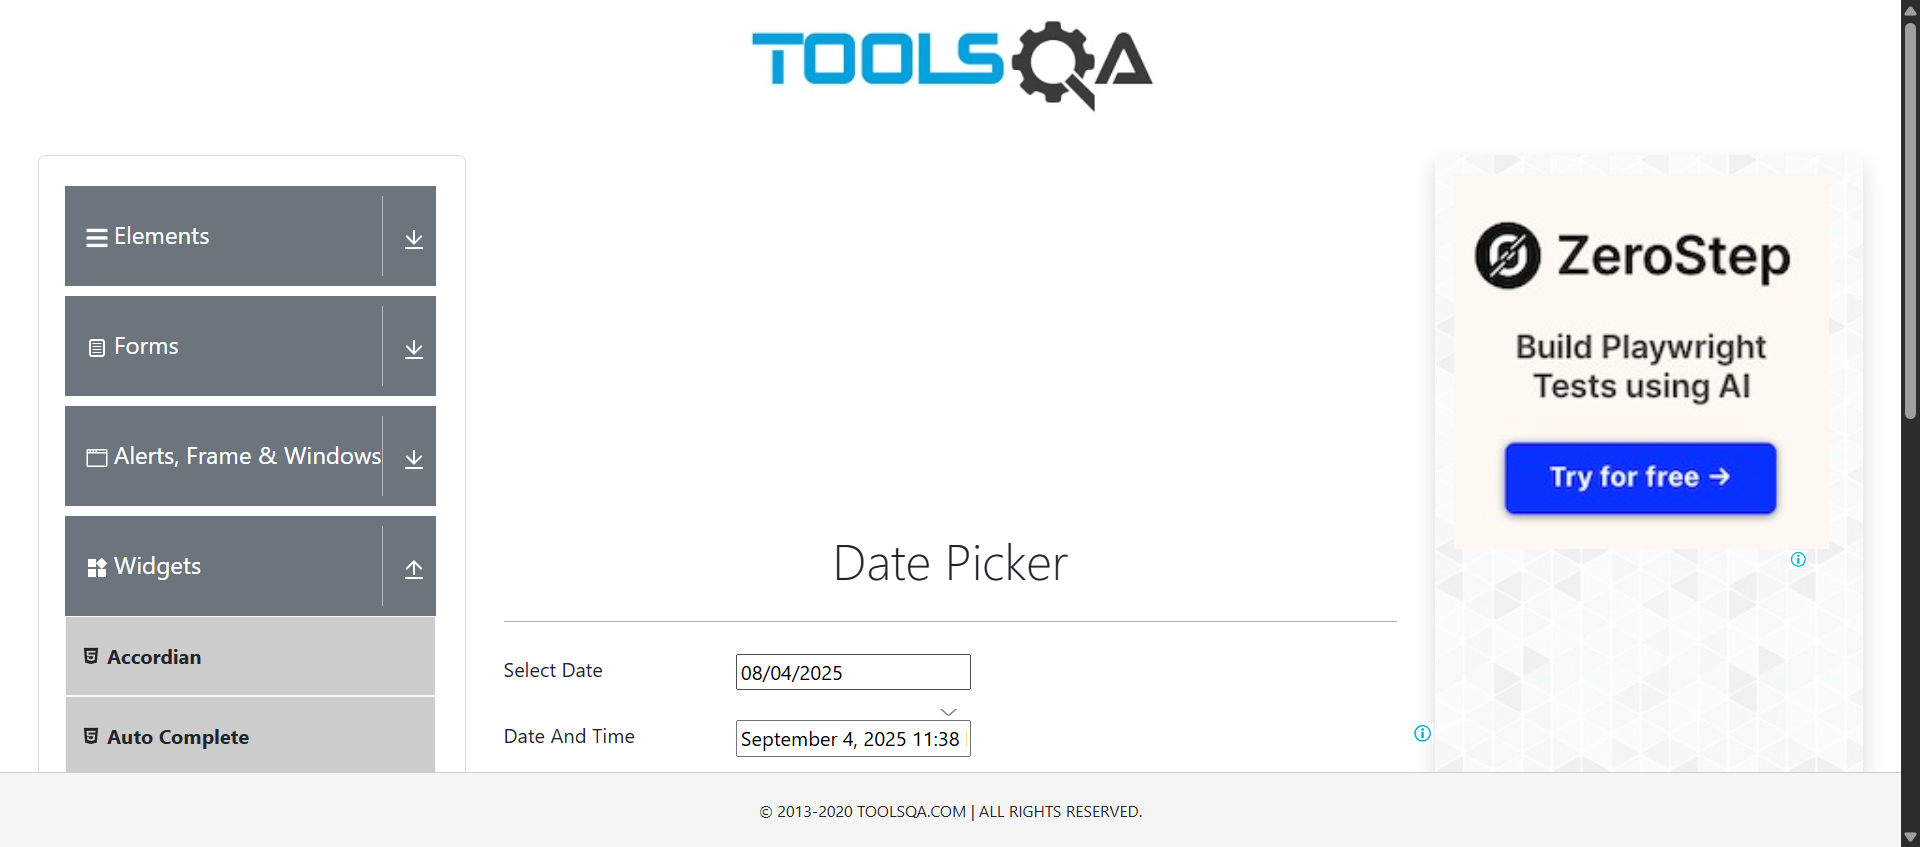 TOOLSQA
Elements
Forms
Alerts, Frame & Windows
Widgets
Accordian
Auto Complete
Date Picker
Select Date
08/04/2025
Date And Time
September 4, 2025 11:38
ZeroStep
Build Playwright
Tests using AI
Try for free →
© 2013-2020 TOOLSQA.COM | ALL RIGHTS RESERVED.